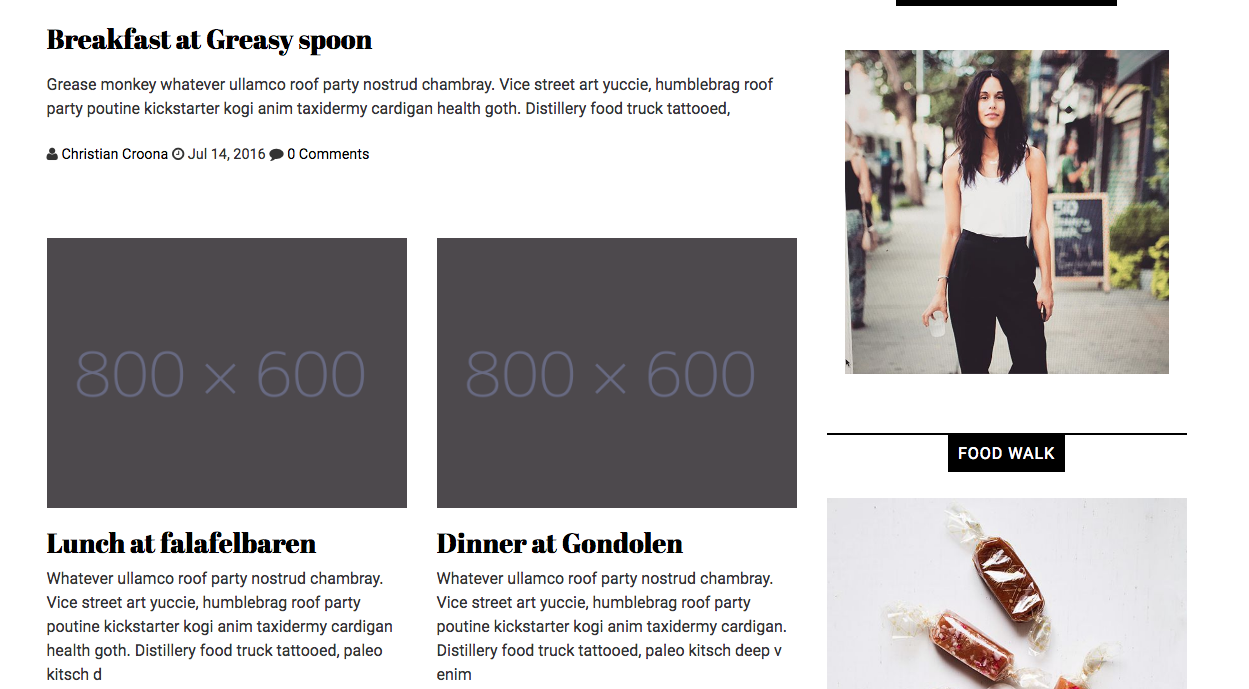 Breakfast at Greasy spoon
Grease monkey whatever ullamco roof party nostrud chambray. Vice street art yuccie, humblebrag roof
party poutine kickstarter kogi anim taxidermy cardigan health goth. Distillery food truck tattooed,
Christian Croona Jul 14, 2016 0 Comments
800 × 600
Lunch at falafelbaren
Whatever ullamco roof party nostrud chambray.
Vice street art yuccie, humblebrag roof party
poutine kickstarter kogi anim taxidermy cardigan
health goth. Distillery food truck tattooed, paleo
kitsch d
800 × 600
Dinner at Gondolen
Whatever ullamco roof party nostrud chambray.
Vice street art yuccie, humblebrag roof party
poutine kickstarter kogi anim taxidermy cardigan.
Distillery food truck tattooed, paleo kitsch deep v
enim
FOOD WALK